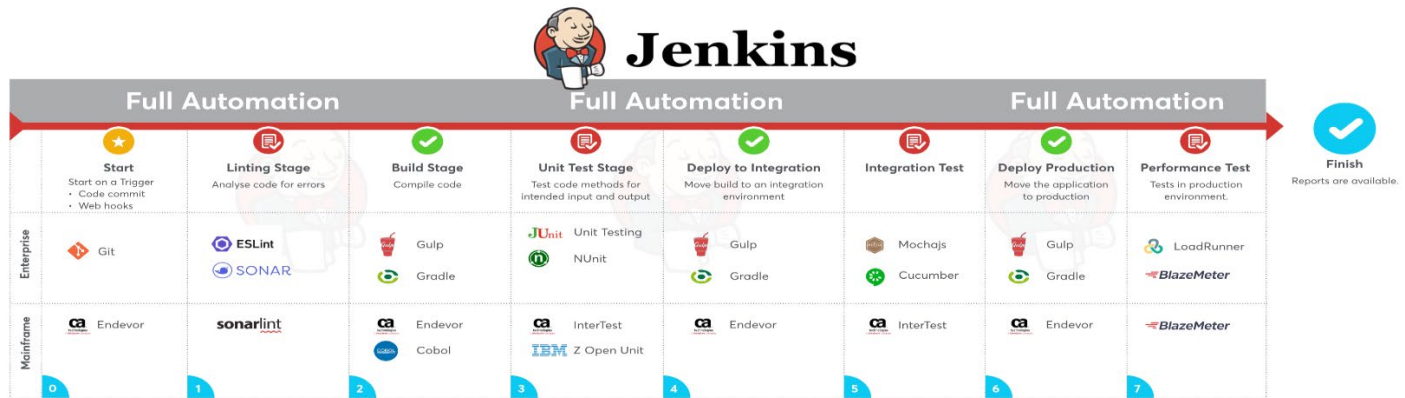 Jenkins
Full Automation
Full Automation
Full Automation
Start
Start on a Trigger
• Code commit
• Web hooks
Linting Stage
Analyse code for errors
Build Stage
Compile code
Unit Test Stage
Test code methods for
intended input and output
Deploy to Integration
Move build to an integration
environment
Integration Test
Deploy Production
Move the application
to production
Performance Test
Tests in production
environment.
Finish
Reports are available.
Enterprise
Git
ESLint
SONAR
Gulp
Gradle
JUnit Unit Testing
n NUnit
Gulp
Gradle
Mochajs
Cucumber
Gulp
Gradle
LoadRunner
BlazeMeter
Mainframe
ca Endevor
sonarlint
ca Endevor
Cobol
ca InterTest
IBM Z Open Unit
ca Endevor
ca InterTest
ca Endevor
BlazeMeter
0
1
2
3
4
5
6
7